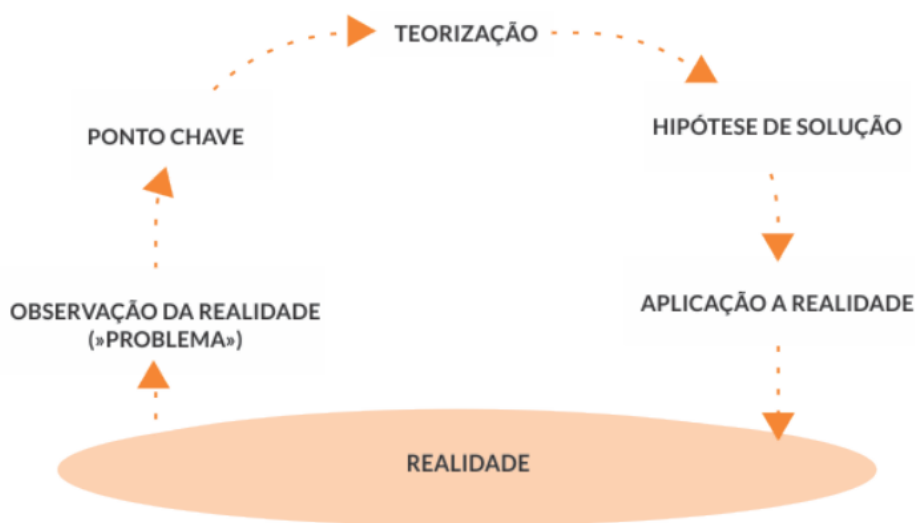 TEORIZAÇÃO
PONTO CHAVE
HIPÓTESE DE SOLUÇÃO
OBSERVAÇÃO DA REALIDADE
(»PROBLEMA»)
APLICAÇÃO A REALIDADE
REALIDADE